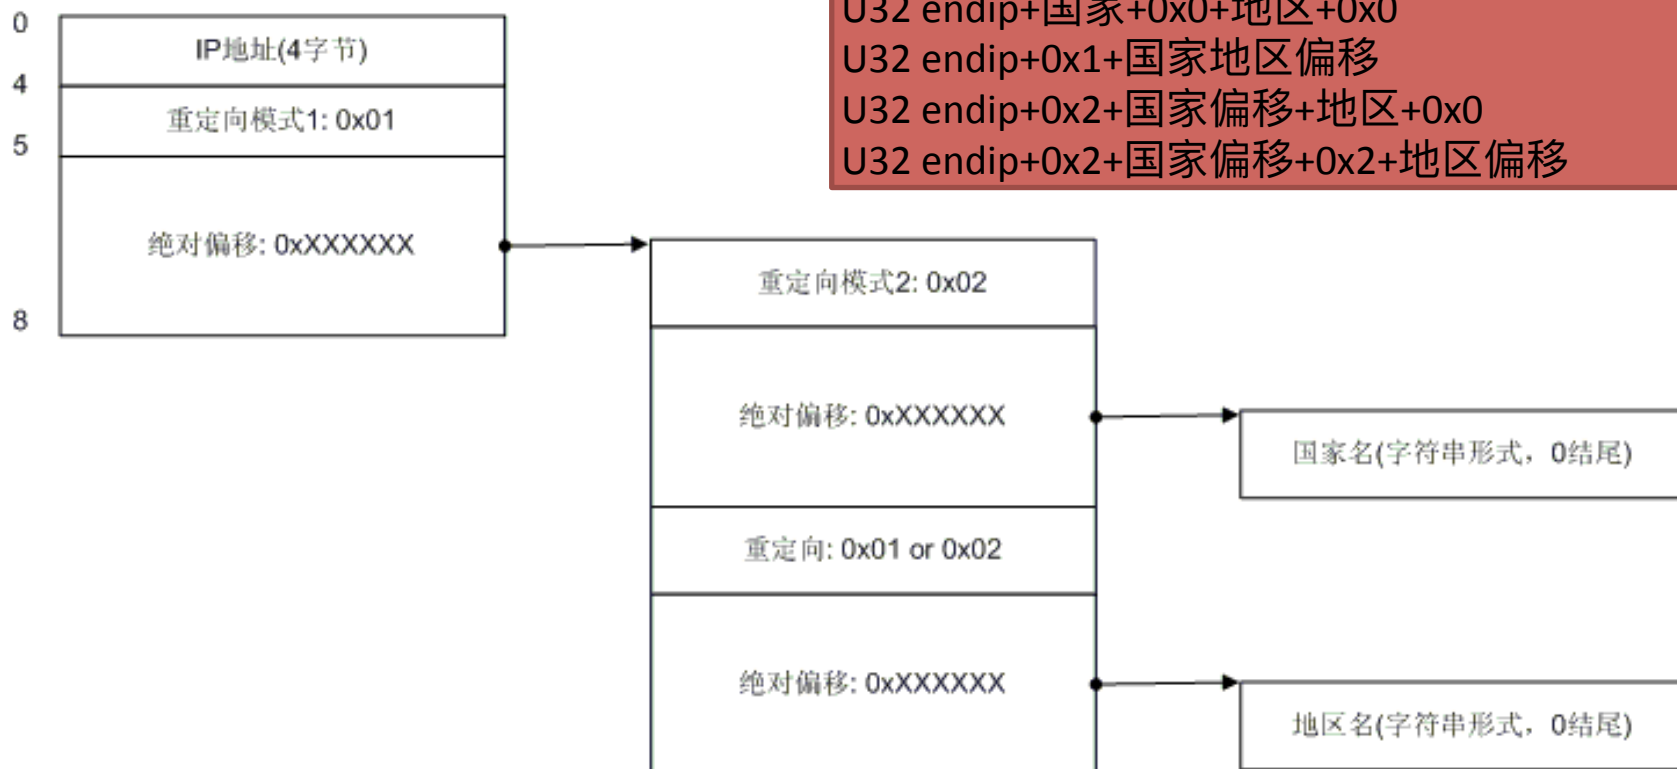 U32 endip+国家+0x0+地区+0x0
U32 endip+0x1+国家地区偏移
U32 endip+0x2+国家偏移+地区+0x0
U32 endip+0x2+国家偏移+0x2+地区偏移
0
IP地址(4字节)
4
重定向模式1: 0x01
5
绝对偏移: 0xXXXXXX
8
重定向模式2: 0x02
绝对偏移: 0xXXXXXX
国家名(字符串形式，0结尾)
重定向: 0x01 or 0x02
绝对偏移: 0xXXXXXX
地区名(字符串形式，0结尾)